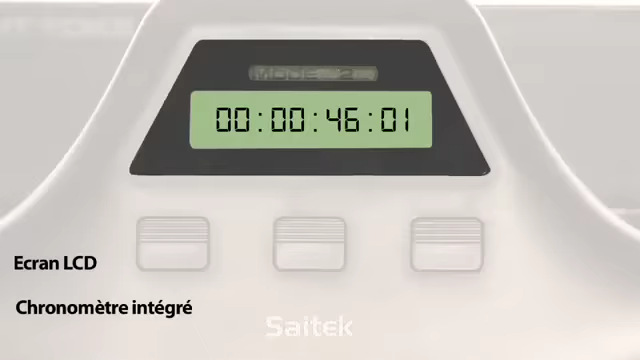 MODE 2
00:00:46:01
Ecran LCD
Chronomètre intégré
Saitek